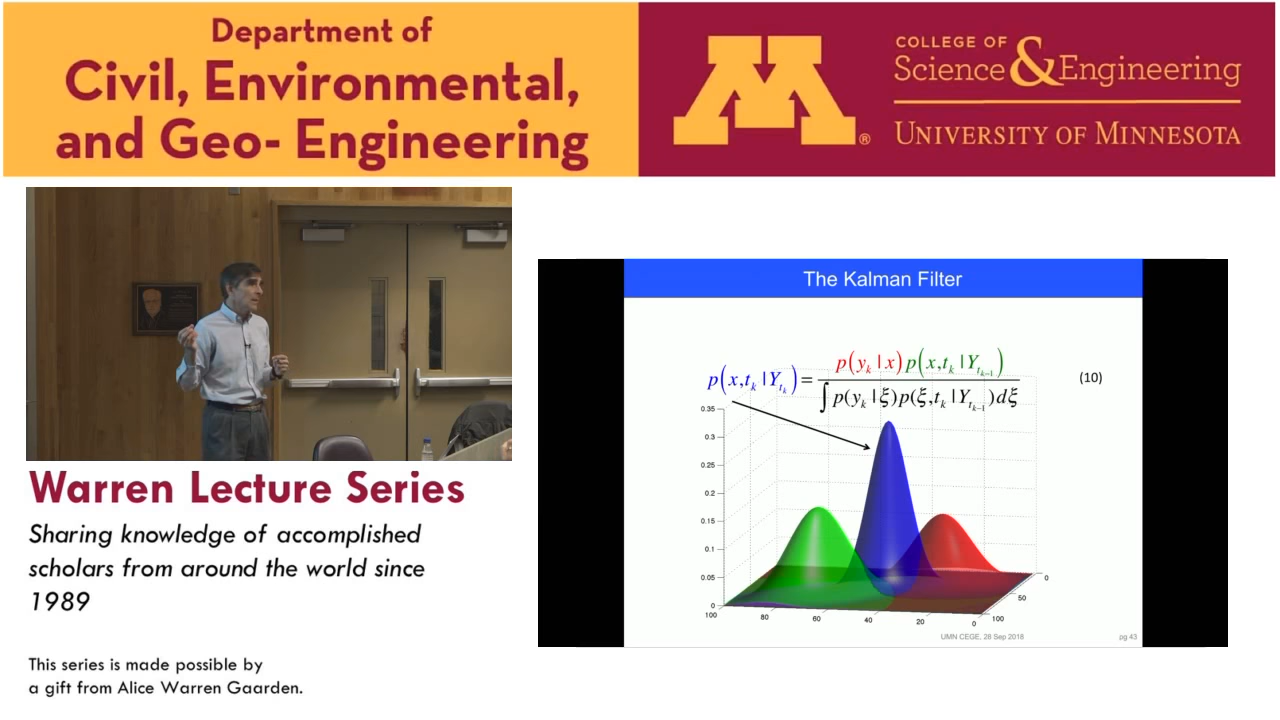 Department of
Civil, Environmental,
and Geo- Engineering
M®
COLLEGE OF
Science & Engineering
UNIVERSITY OF MINNESOTA
Warren Lecture Series
Sharing knowledge of accomplished
scholars from around the world since
1989
This series is made possible by
a gift from Alice Warren Gaarden.
The Kalman Filter
p(x,t_k | Y_{t_k}) = p(y_k | x) p(x,t_k | Y_{t_{k-1}}) / ∫ p(y_k | ξ) p(ξ,t_k | Y_{t_{k-1}}) dξ
(10)
0.35
0.3
0.25
0.2
0.15
0.1
0.05
0
100
80
60
40
20
0
100
50
0
UMN CEGE, 28 Sep 2018
pg 43